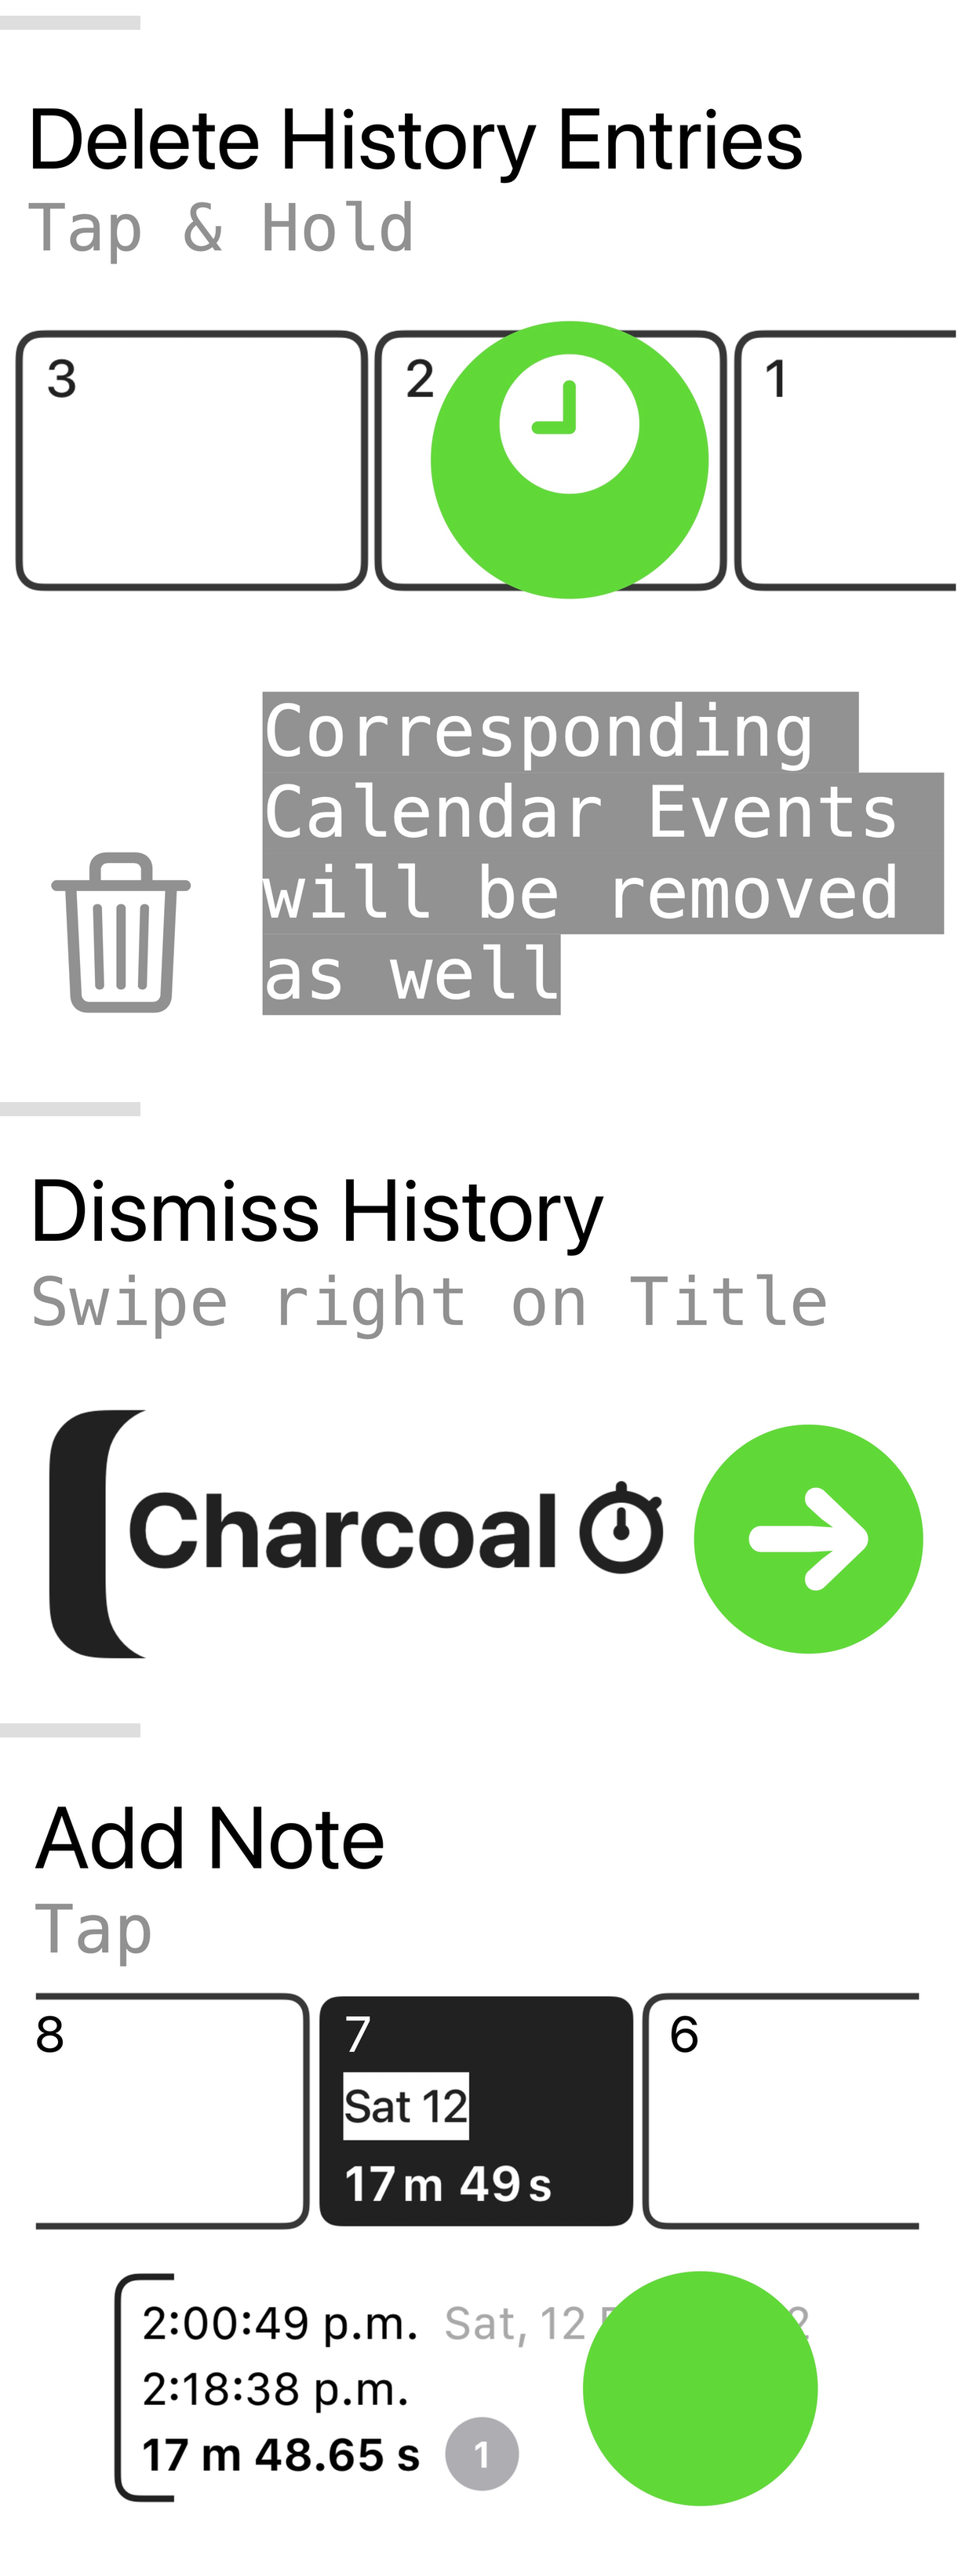 Delete History Entries
Tap & Hold
3
2
1
Corresponding
Calendar Events
will be removed
as well
Dismiss History
Swipe right on Title
Charcoal
Add Note
Tap
8
7
6
Sat 12
17 m 49 s
2:00:49 p.m. Sat, 12
2:18:38 p.m.
17 m 48.65 s 1